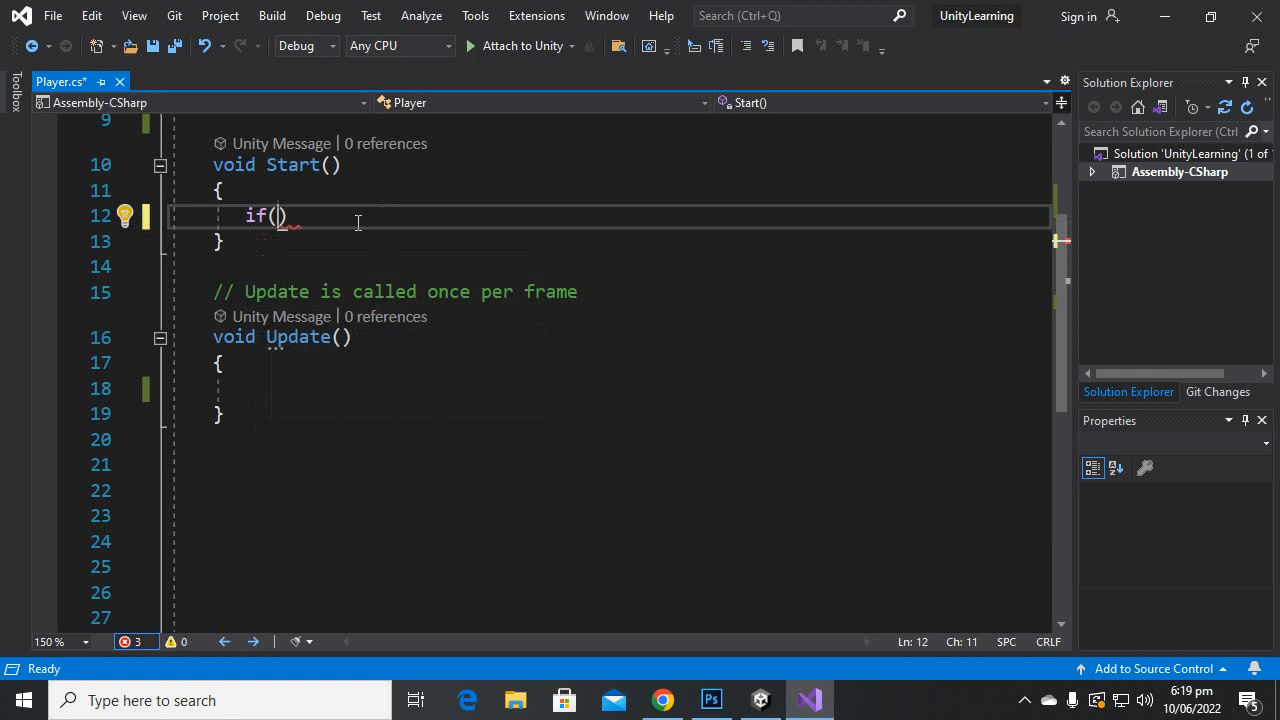 File Edit View Git Project Build Debug Test Analyze Tools Extensions Window Help Search (Ctrl+Q) UnityLearning Sign in
Debug Any CPU Attach to Unity
Toolbox
Player.cs*
Assembly-CSharp Player Start()
9
Unity Message | 0 references
10 void Start()
11 {
12 if()
13 }
14
15 // Update is called once per frame
Unity Message | 0 references
16 void Update()
17 {
18
19 }
20
21
22
23
24
25
26
27
150 % 3 0 Ln: 12 Ch: 11 SPC CRLF
Solution Explorer
Search Solution Explorer (Ctrl
Solution 'UnityLearning' (1 of
Assembly-CSharp
Solution Explorer Git Changes
Properties
Ready Add to Source Control
Type here to search
Ps
6:19 pm
10/06/2022
5